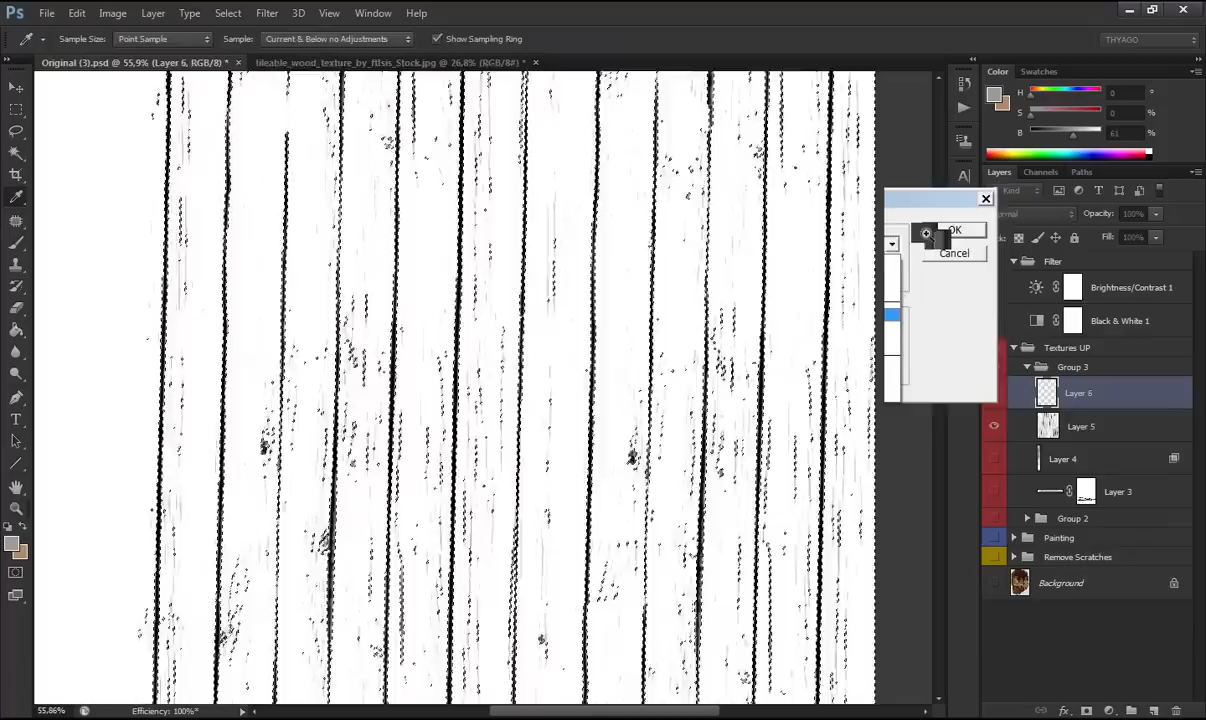 Ps File Edit Image Layer Type Select Filter 3D View Window Help
Sample Size: Point Sample Sample: Current & Below no Adjustments Show Sampling Ring THYAGO
Original (3).psd @ 55,9% (Layer 6, RGB/8) * × tileable_wood_texture_by_ftIsis_Stock.jpg @ 26,8% (RGB/8#) * ×
Color Swatches
H 0 °
S 0 %
B 61 %
Layers Channels Paths
Kind
Opacity: 100%
Fill: 100%
OK
Cancel
Filter
Brightness/Contrast 1
Black & White 1
Textures UP
Group 3
Layer 6
Layer 5
Layer 4
Layer 3
Group 2
Painting
Remove Scratches
Background
55,86% Efficiency: 100%*